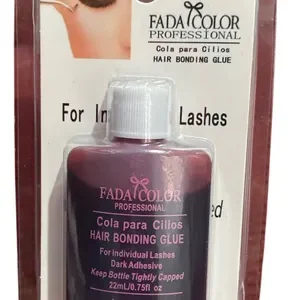 FADA COLOR
PROFESSIONAL
Cola para Cilios
HAIR BONDING GLUE
For In Lashes
ed
FADA COLOR
PROFESSIONAL
Cola para Cilios
HAIR BONDING GLUE
For Individual Lashes
Dark Adhesive
Keep Bottle Tightly Capped
22mL/0.75fl oz